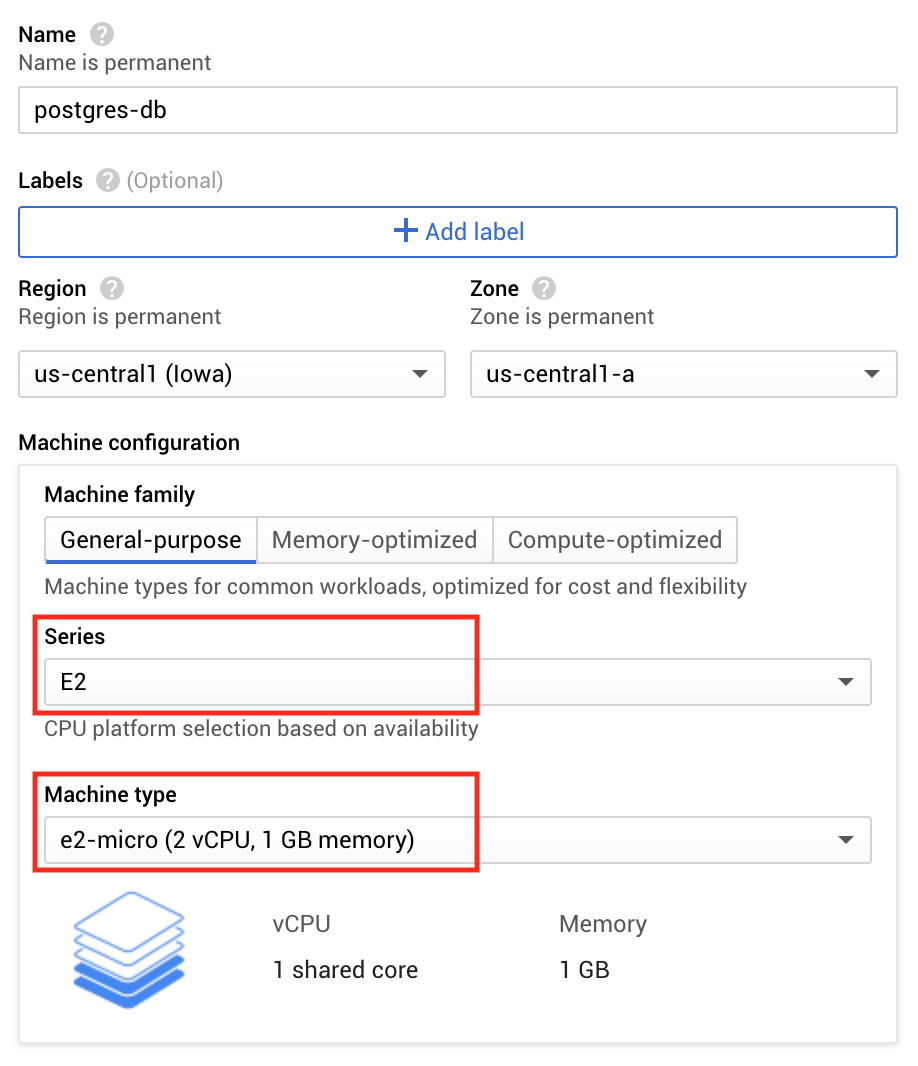 Name ?
Name is permanent
postgres-db
Labels ? (Optional)
+ Add label
Region ?
Region is permanent
us-central1 (Iowa)
Zone ?
Zone is permanent
us-central1-a
Machine configuration
Machine family
General-purpose Memory-optimized Compute-optimized
Machine types for common workloads, optimized for cost and flexibility
Series
E2
CPU platform selection based on availability
Machine type
e2-micro (2 vCPU, 1 GB memory)
vCPU Memory
1 shared core 1 GB